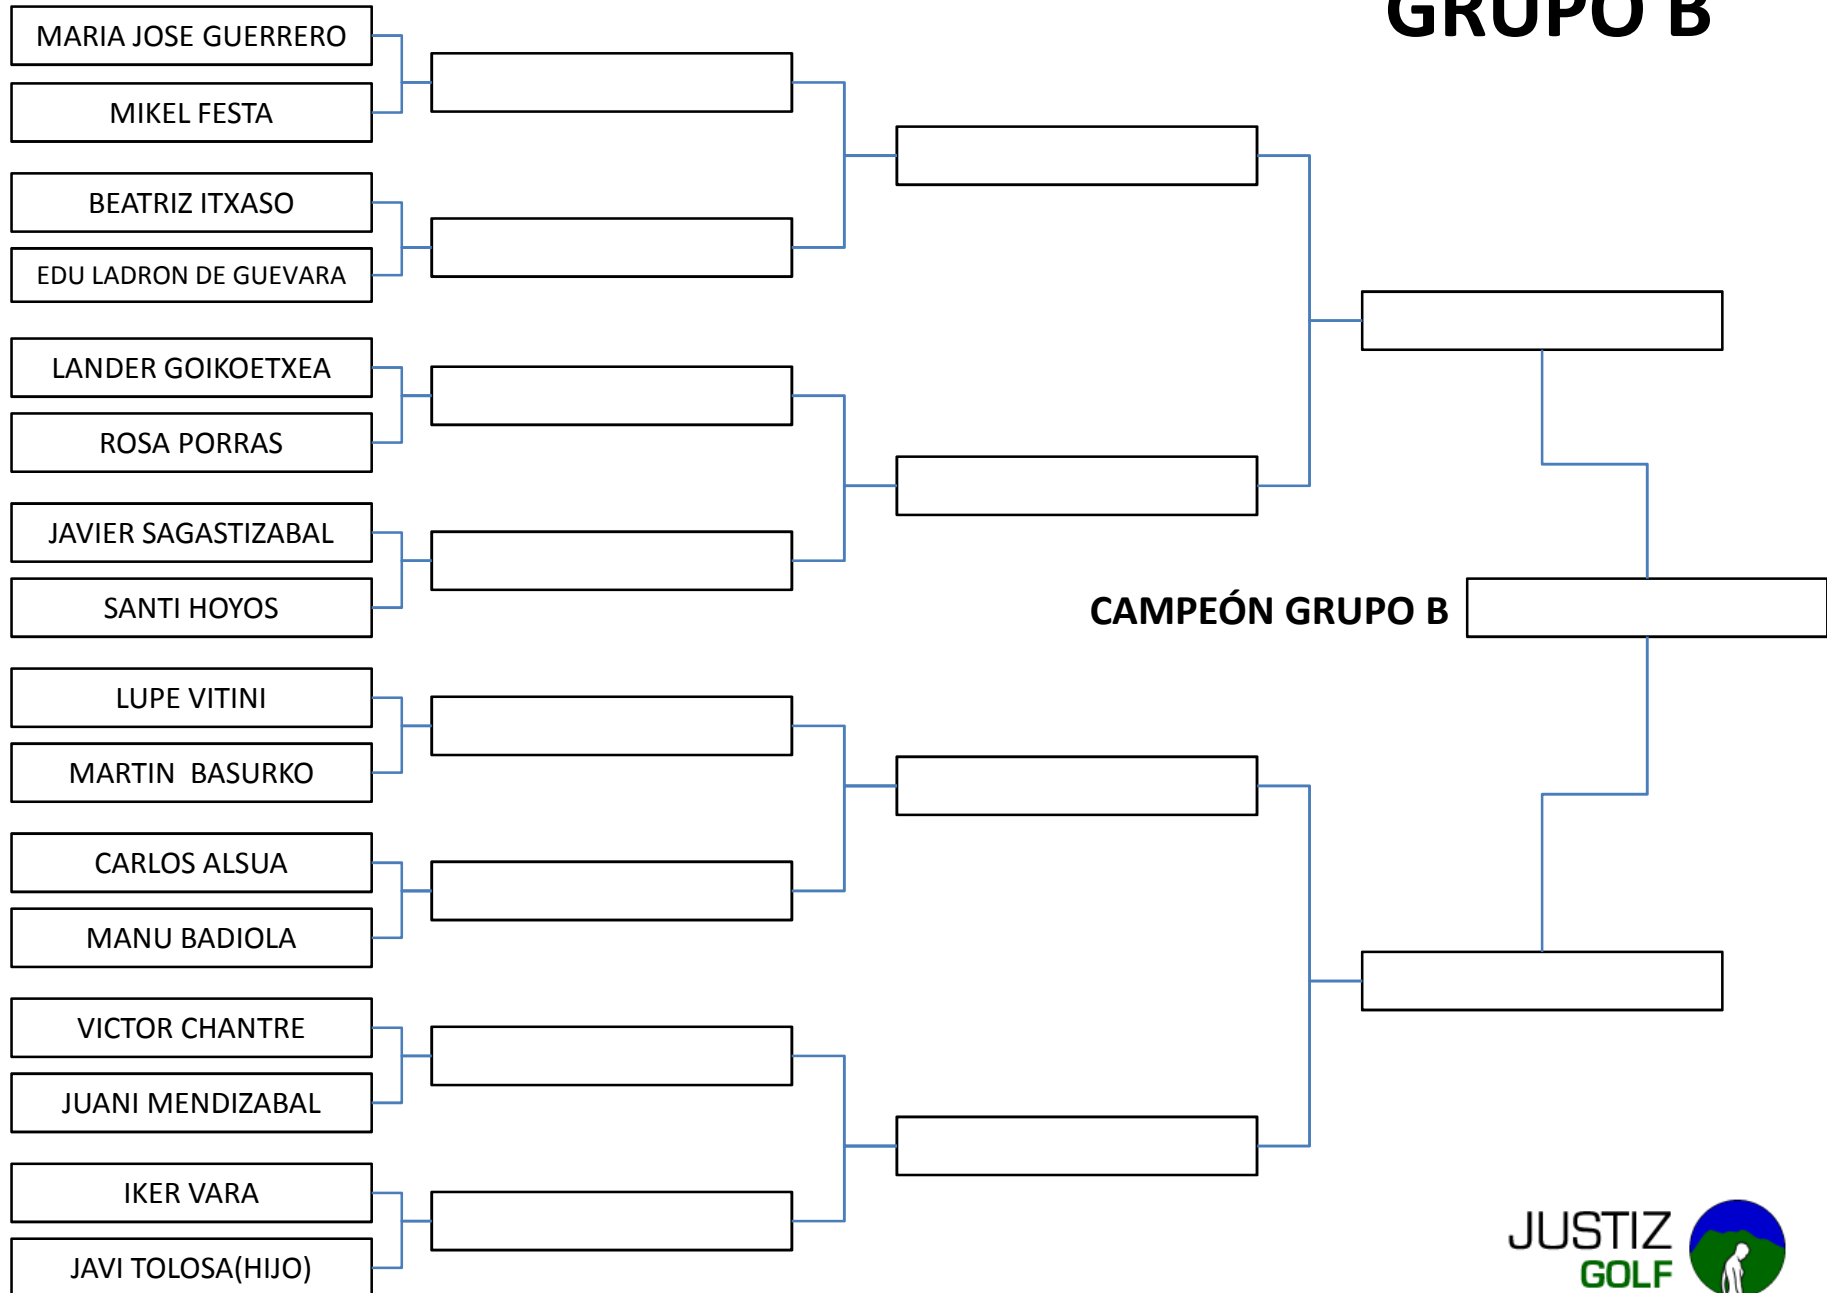 GRUPO B
MARIA JOSE GUERRERO
MIKEL FESTA
BEATRIZ ITXASO
EDU LADRON DE GUEVARA
LANDER GOIKOETXEA
ROSA PORRAS
JAVIER SAGASTIZABAL
SANTI HOYOS
CAMPEÓN GRUPO B
LUPE VITINI
MARTIN  BASURKO
CARLOS ALSUA
MANU BADIOLA
VICTOR CHANTRE
JUANI MENDIZABAL
IKER VARA
JAVI TOLOSA(HIJO)
JUSTIZ
GOLF